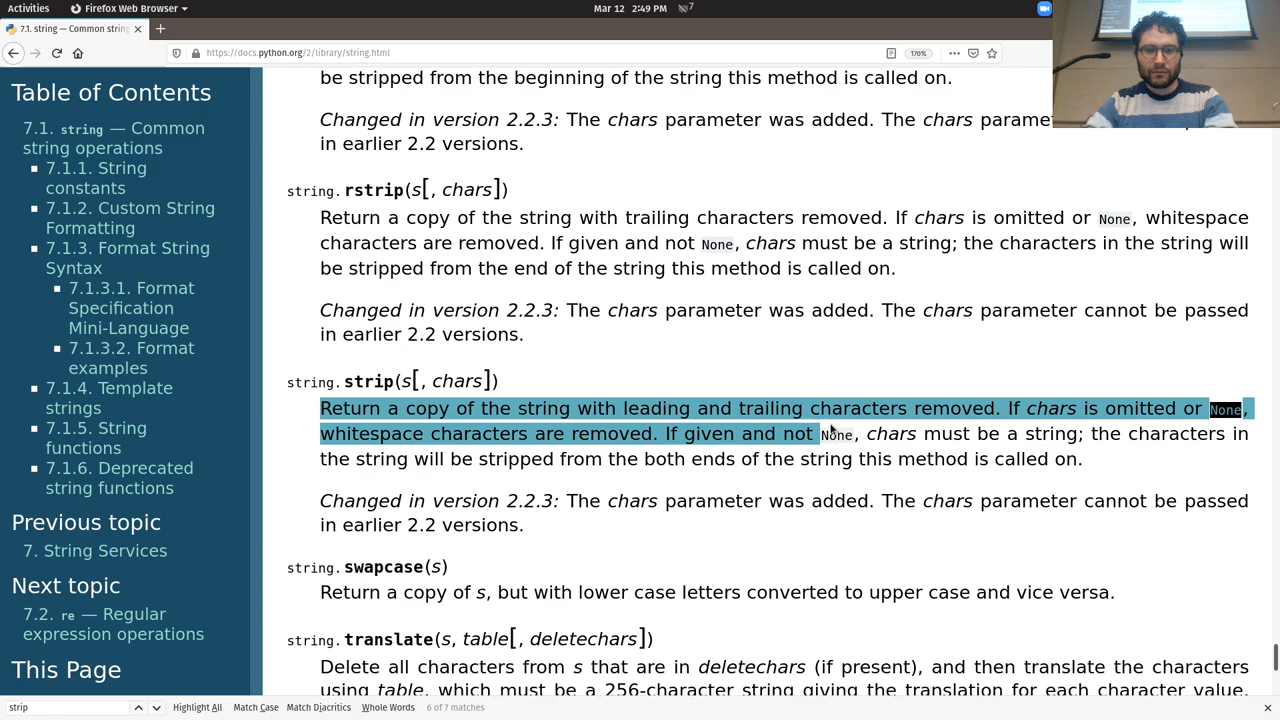 Activities
Firefox Web Browser
Mar 12 2:49 PM
7
7.1. string — Common string
https://docs.python.org/2/library/string.html
170%
Table of Contents
7.1. string — Common
string operations
7.1.1. String
constants
7.1.2. Custom String
Formatting
7.1.3. Format String
Syntax
7.1.3.1. Format
Specification
Mini-Language
7.1.3.2. Format
examples
7.1.4. Template
strings
7.1.5. String
functions
7.1.6. Deprecated
string functions
Previous topic
7. String Services
Next topic
7.2. re — Regular
expression operations
This Page
be stripped from the beginning of the string this method is called on.
Changed in version 2.2.3: The chars parameter was added. The chars
in earlier 2.2 versions.
string.rstrip(s[, chars])
Return a copy of the string with trailing characters removed. If chars is omitted or None, whitespace
characters are removed. If given and not None, chars must be a string; the characters in the string will
be stripped from the end of the string this method is called on.
Changed in version 2.2.3: The chars parameter was added. The chars parameter cannot be passed
in earlier 2.2 versions.
string.strip(s[, chars])
Return a copy of the string with leading and trailing characters removed. If chars is omitted or None,
whitespace characters are removed. If given and not None, chars must be a string; the characters in
the string will be stripped from the both ends of the string this method is called on.
Changed in version 2.2.3: The chars parameter was added. The chars parameter cannot be passed
in earlier 2.2 versions.
string.swapcase(s)
Return a copy of s, but with lower case letters converted to upper case and vice versa.
string.translate(s, table[, deletechars])
Delete all characters from s that are in deletechars (if present), and then translate the characters
using table, which must be a 256-character string giving the translation for each character value,
strip
Highlight All
Match Case
Match Diacritics
Whole Words
6 of 7 matches